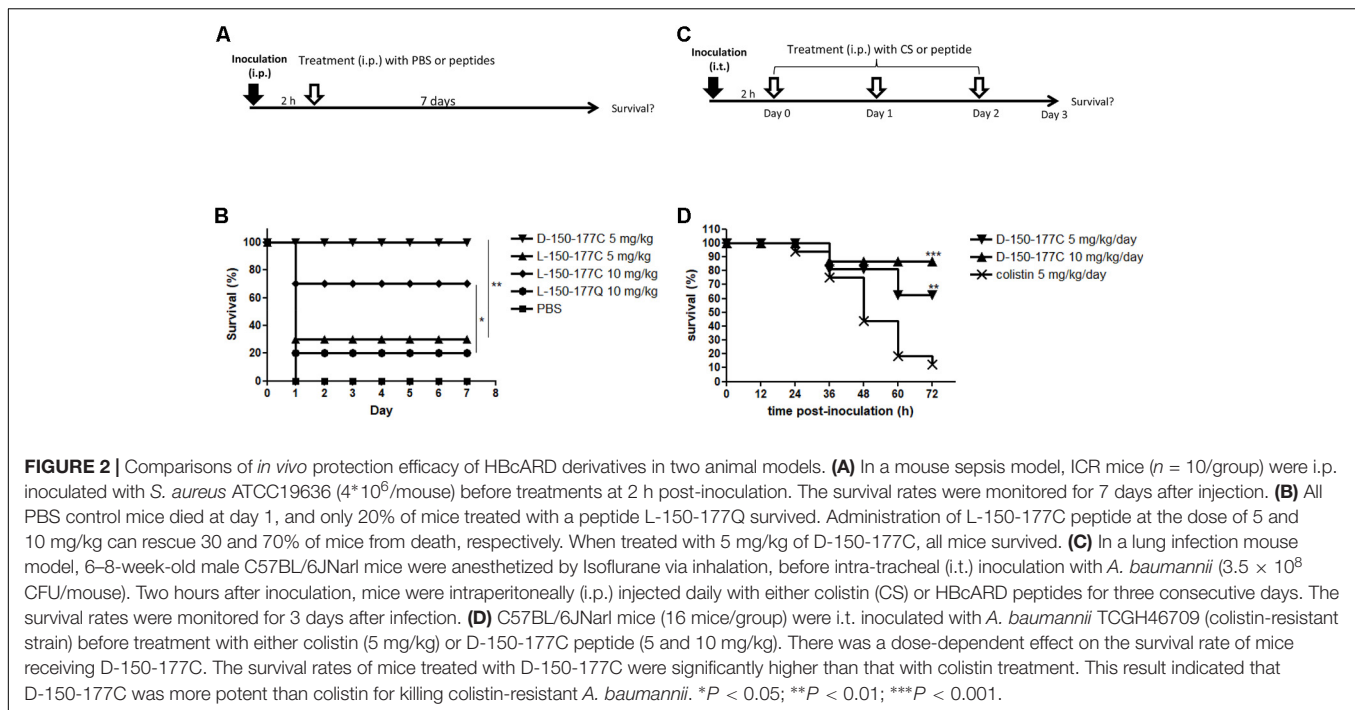 A
Inoculation
(i.p.)
Treatment (i.p.) with PBS or peptides
2 h
7 days
Survival?
C
Inoculation
(i.t.)
Treatment (i.p.) with CS or peptide
2 h
Day 0
Day 1
Day 2
Day 3
Survival?
B
Survival (%)
100
80
60
40
20
0
0 1 2 3 4 5 6 7 8
Day
**
*
D-150-177C 5 mg/kg
L-150-177C 5 mg/kg
L-150-177C 10 mg/kg
L-150-177Q 10 mg/kg
PBS
D
survival (%)
110
100
90
80
70
60
50
40
30
20
10
0
0 12 24 36 48 60 72
time post-inoculation (h)
***
**
D-150-177C 5 mg/kg/day
D-150-177C 10 mg/kg/day
colistin 5 mg/kg/day
FIGURE 2 | Comparisons of in vivo protection efficacy of HBcARD derivatives in two animal models. (A) In a mouse sepsis model, ICR mice (n = 10/group) were i.p.
inoculated with S. aureus ATCC19636 (4*10⁶/mouse) before treatments at 2 h post-inoculation. The survival rates were monitored for 7 days after injection. (B) All
PBS control mice died at day 1, and only 20% of mice treated with a peptide L-150-177Q survived. Administration of L-150-177C peptide at the dose of 5 and
10 mg/kg can rescue 30 and 70% of mice from death, respectively. When treated with 5 mg/kg of D-150-177C, all mice survived. (C) In a lung infection mouse
model, 6–8-week-old male C57BL/6JNarl mice were anesthetized by Isoflurane via inhalation, before intra-tracheal (i.t.) inoculation with A. baumannii (3.5 × 10⁸
CFU/mouse). Two hours after inoculation, mice were intraperitoneally (i.p.) injected daily with either colistin (CS) or HBcARD peptides for three consecutive days. The
survival rates were monitored for 3 days after infection. (D) C57BL/6JNarl mice (16 mice/group) were i.t. inoculated with A. baumannii TCGH46709 (colistin-resistant
strain) before treatment with either colistin (5 mg/kg) or D-150-177C peptide (5 and 10 mg/kg). There was a dose-dependent effect on the survival rate of mice
receiving D-150-177C. The survival rates of mice treated with D-150-177C were significantly higher than that with colistin treatment. This result indicated that
D-150-177C was more potent than colistin for killing colistin-resistant A. baumannii. *P < 0.05; **P < 0.01; ***P < 0.001.